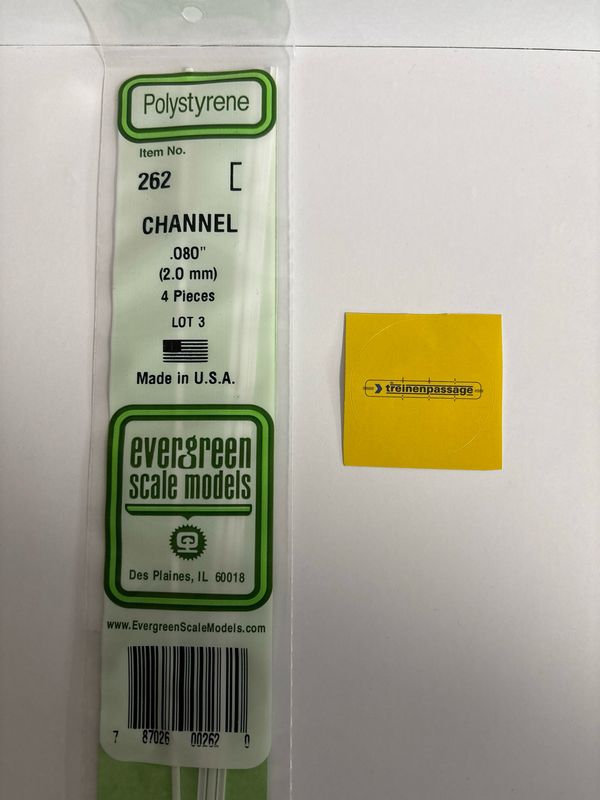 Polystyrene
Item No.
262
CHANNEL
.080"
(2.0 mm)
4 Pieces
LOT 3
Made in U.S.A.
evergreen
scale models
Des Plaines, IL 60018
www.EvergreenScaleModels.com
7 87026 00262 0
treinenpassage